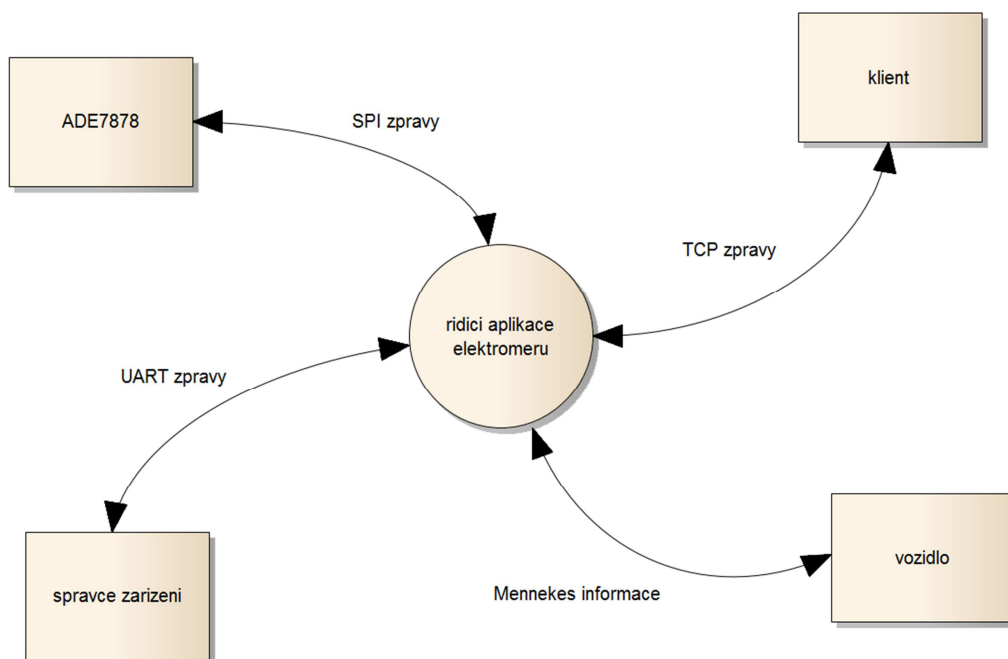 ADE7878
SPI zpravy
klient
TCP zpravy
ridici aplikace
elektromeru
UART zpravy
spravce zarizeni
Mennekes informace
vozidlo